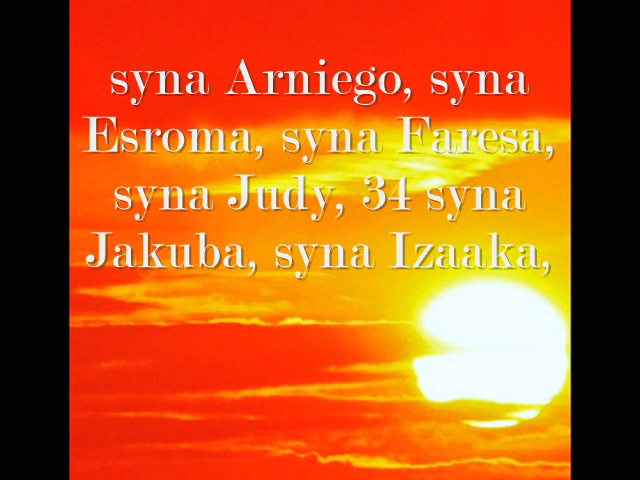 syna Arniego, syna
Esroma, syna Faresa,
syna Judy, 34 syna
Jakuba, syna Izaaka,